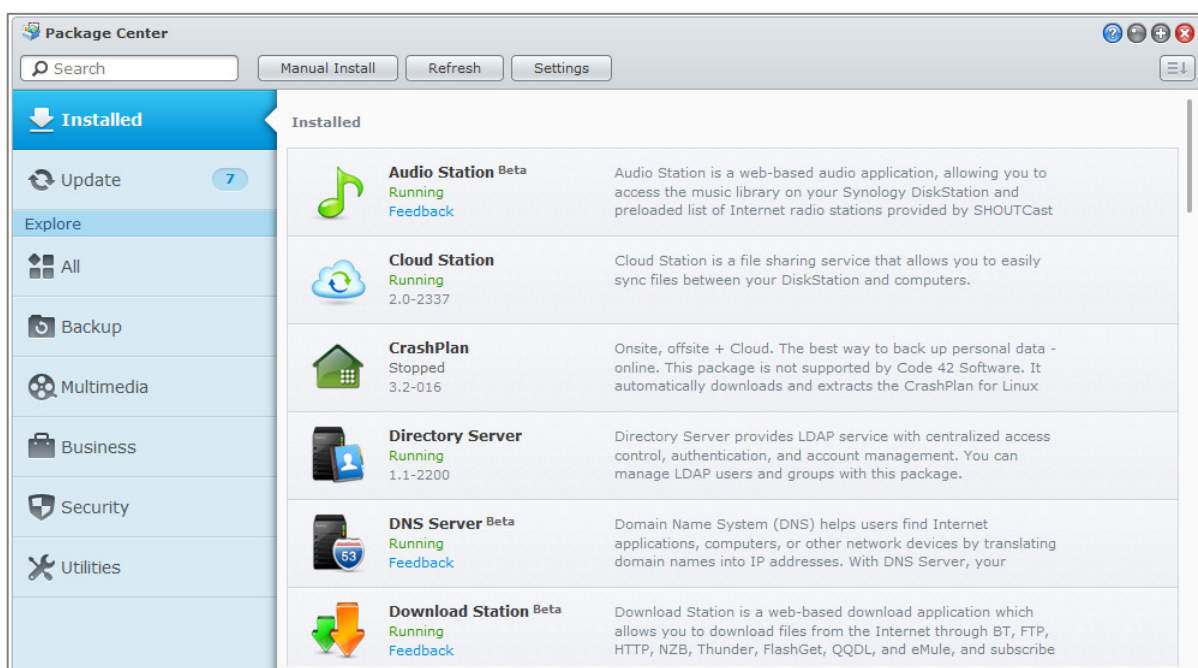 Package Center
Search
Manual Install
Refresh
Settings
Installed
Update
7
Explore
All
Backup
Multimedia
Business
Security
Utilities
Installed
Audio Station Beta
Running
Feedback
Audio Station is a web-based audio application, allowing you to
access the music library on your Synology DiskStation and
preloaded list of Internet radio stations provided by SHOUTCast
Cloud Station
Running
2.0-2337
Cloud Station is a file sharing service that allows you to easily
sync files between your DiskStation and computers.
CrashPlan
Stopped
3.2-016
Onsite, offsite + Cloud. The best way to back up personal data -
online. This package is not supported by Code 42 Software. It
automatically downloads and extracts the CrashPlan for Linux
Directory Server
Running
1.1-2200
Directory Server provides LDAP service with centralized access
control, authentication, and account management. You can
manage LDAP users and groups with this package.
53
DNS Server Beta
Running
Feedback
Domain Name System (DNS) helps users find Internet
applications, computers, or other network devices by translating
domain names into IP addresses. With DNS Server, your
Download Station Beta
Running
Feedback
Download Station is a web-based download application which
allows you to download files from the Internet through BT, FTP,
HTTP, NZB, Thunder, FlashGet, QQDL, and eMule, and subscribe